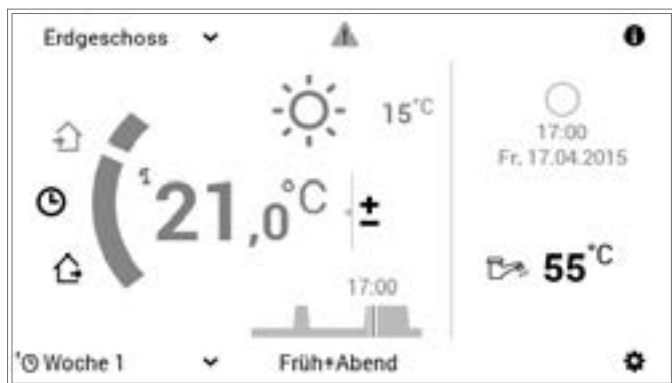 Erdgeschoss
15°C
17:00
Fr. 17.04.2015
21,0°C ±
55°C
17:00
Woche 1
Früh+Abend